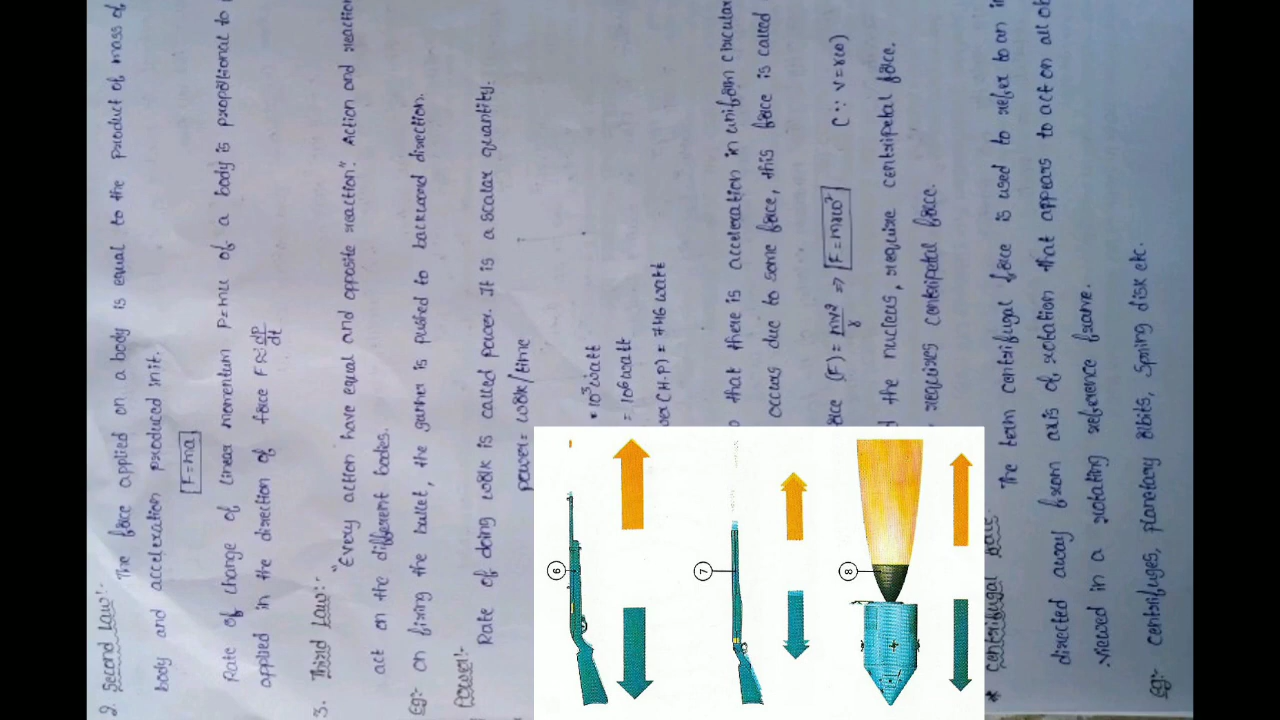 2. Second Law:-
The force applied on a body is equal to the product of mass of
body and acceleration produced in it.
F=ma
Rate of change of linear momentum P=mu of a body is propotional to
applied in the direction of force F ∝ dp/dt
3. Third Law:-
"Every action have equal and opposite reaction". Action and reaction
act on the different bodies.
Eg:- on firing the bullet, the gunner is pushed to backward direction.
Power:-
Rate of doing work is called power. It is a scalar quantity.
power = work/time
10³ watt
= 10⁶ watt
(H.P) = 746 watt
that there is acceleration in uniform circular
occurs due to some force, this force is called
(F) = mv²/r => F = mrω² (∵ v=rω)
the nucleus, require centripetal force.
requires centripetal force.
* Centrifugal force:
The term centrifugal force is used to refer to an
directed away from axis of rotation that appears to act on all
viewed in a rotating reference frame.
Eg:- Centrifuges, planetary orbits, Spring disk etc.
6
7
8